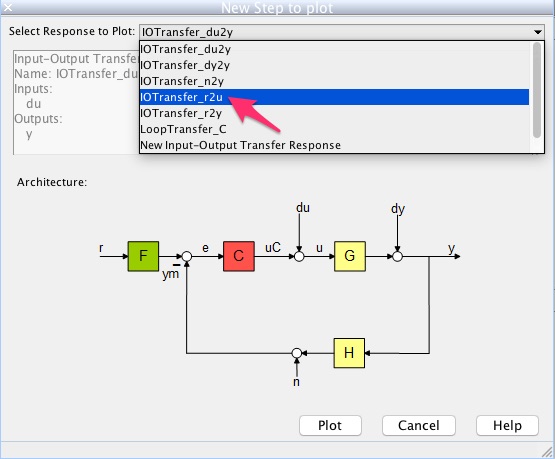 New Step to plot
Select Response to Plot: IOTransfer_du2y
IOTransfer_du2y
IOTransfer_dy2y
IOTransfer_n2y
IOTransfer_r2u
IOTransfer_r2y
LoopTransfer_C
New Input-Output Transfer Response
Input-Output Transfe
Name: IOTransfer_du
Inputs:
du
Outputs:
y
Architecture:
du dy
r F e C uC u G y
ym
H
n
Plot Cancel Help